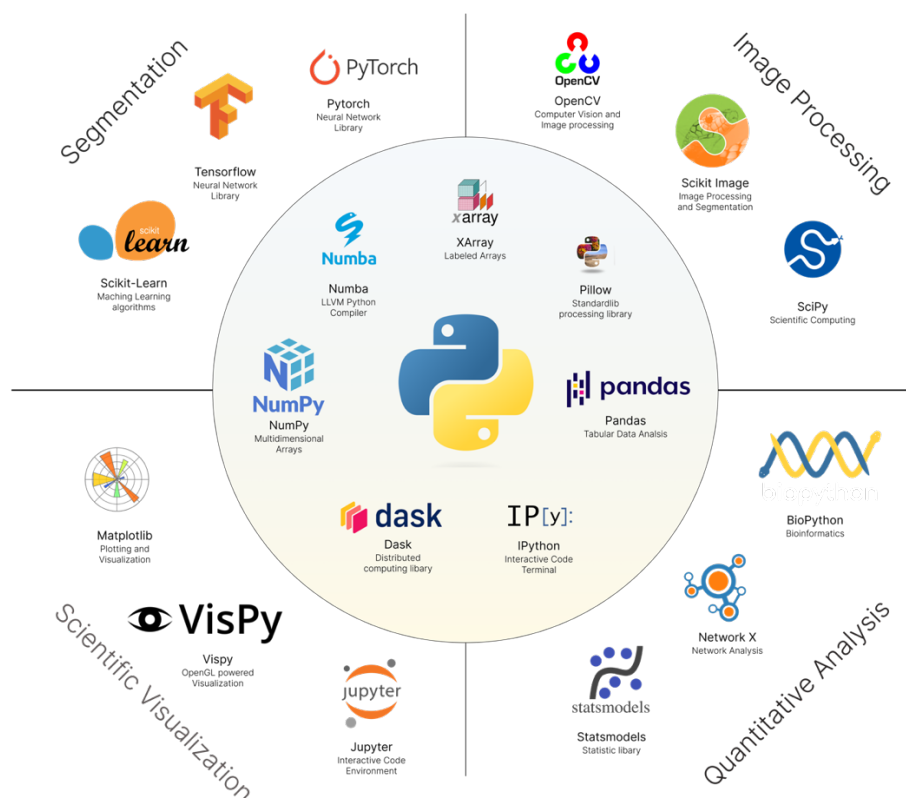 Segmentation
PyTorch
Pytorch
Neural Network
Library
Tensorflow
Neural Network
Library
scikit
learn
Scikit-Learn
Maching Learning
algorithms
Image Processing
OpenCV
OpenCV
Computer Vision and
Image processing
Scikit Image
Image Processing
and Segmentation
SciPy
Scientific Computing
xarray
XArray
Labeled Arrays
Numba
Numba
LLVM Python
Compiler
Pillow
Standardlib
processing library
NumPy
NumPy
Multidimensional
Arrays
pandas
Pandas
Tabular Data Analsis
dask
Dask
Distributed
computing libary
IP[y]:
IPython
Interactive Code
Terminal
Matplotlib
Plotting and
Visualization
VisPy
Vispy
OpenGL powered
Visualization
jupyter
Jupyter
Interactive Code
Environment
Scientific Visualization
biopython
BioPython
Bioinformatics
Network X
Network Analysis
statsmodels
Statsmodels
Statistic libary
Quantitative Analysis